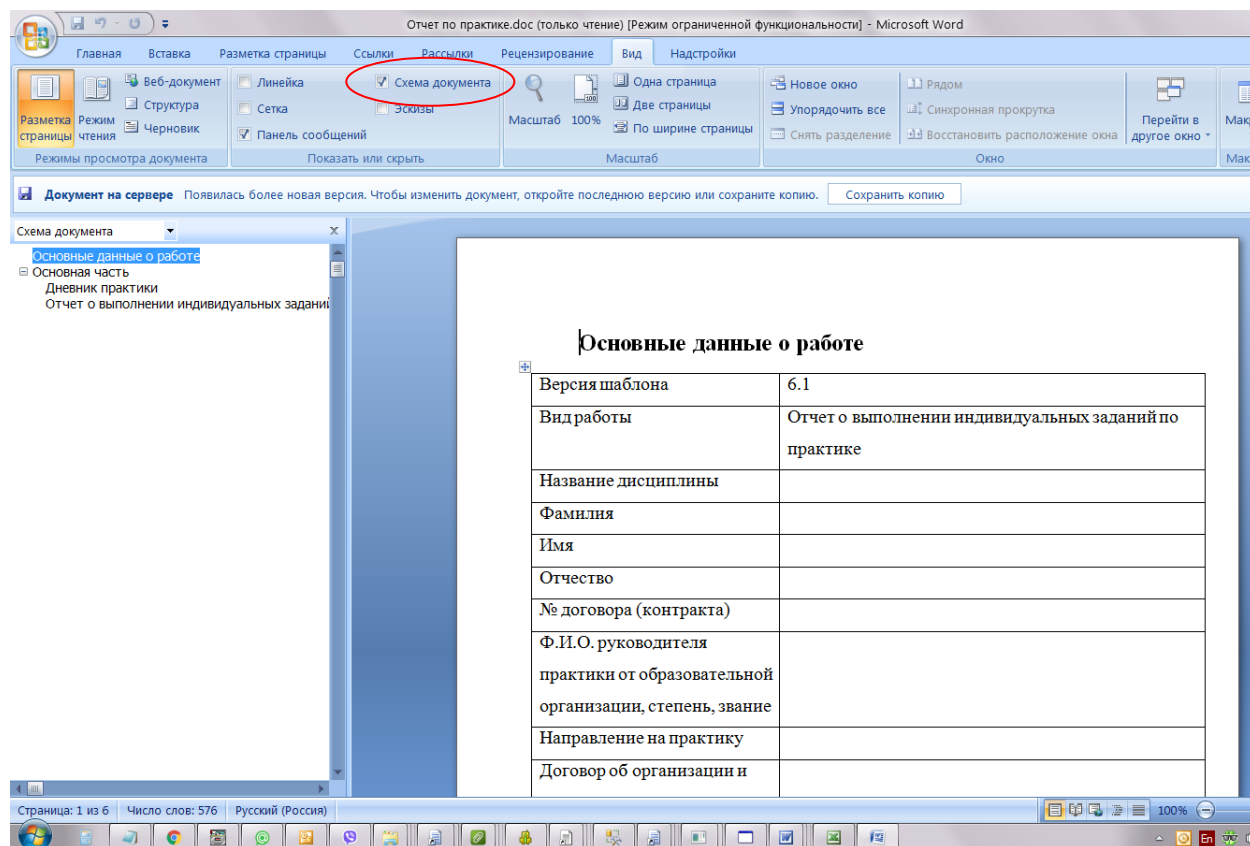 Отчет по практике.doc (только чтение) [Режим ограниченной функциональности] - Microsoft Word
Главная Вставка Разметка страницы Ссылки Рассылки Рецензирование Вид Надстройки
Разметка страницы
Режим чтения
Веб-документ
Структура
Черновик
Режимы просмотра документа
Линейка
Сетка
Панель сообщений
Схема документа
Эскизы
Показать или скрыть
Масштаб
100%
Одна страница
Две страницы
По ширине страницы
Масштаб
Новое окно
Упорядочить все
Снять разделение
Рядом
Синхронная прокрутка
Восстановить расположение окна
Перейти в
другое окно
Окно
Мак
Мак
Документ на сервере Появилась более новая версия. Чтобы изменить документ, откройте последнюю версию или сохраните копию. Сохранить копию
Схема документа
Основные данные о работе
Основная часть
Дневник практики
Отчет о выполнении индивидуальных заданий
Основные данные о работе
Версия шаблона 6.1
Вид работы Отчет о выполнении индивидуальных заданий по
практике
Название дисциплины
Фамилия
Имя
Отчество
№ договора (контракта)
Ф.И.О. руководителя
практики от образовательной
организации, степень, звание
Направление на практику
Договор об организации и
Страница: 1 из 6 Число слов: 576 Русский (Россия) 100%
En